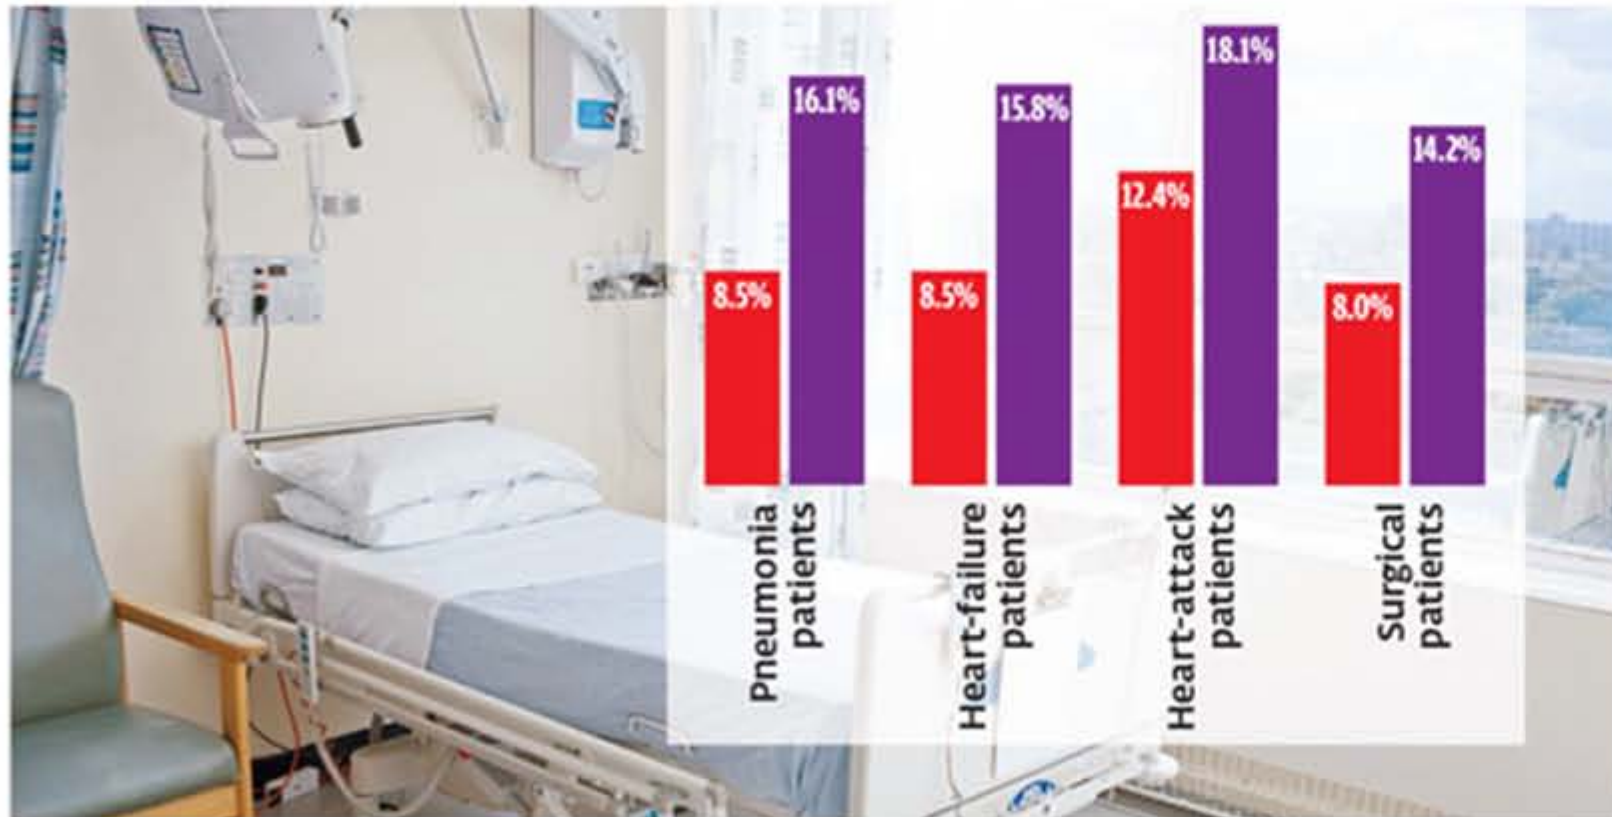 16.1%
8.5%
15.8%
8.5%
18.1%
12.4%
14.2%
8.0%
Pneumonia
patients
Heart-failure
patients
Heart-attack
patients
Surgical
patients